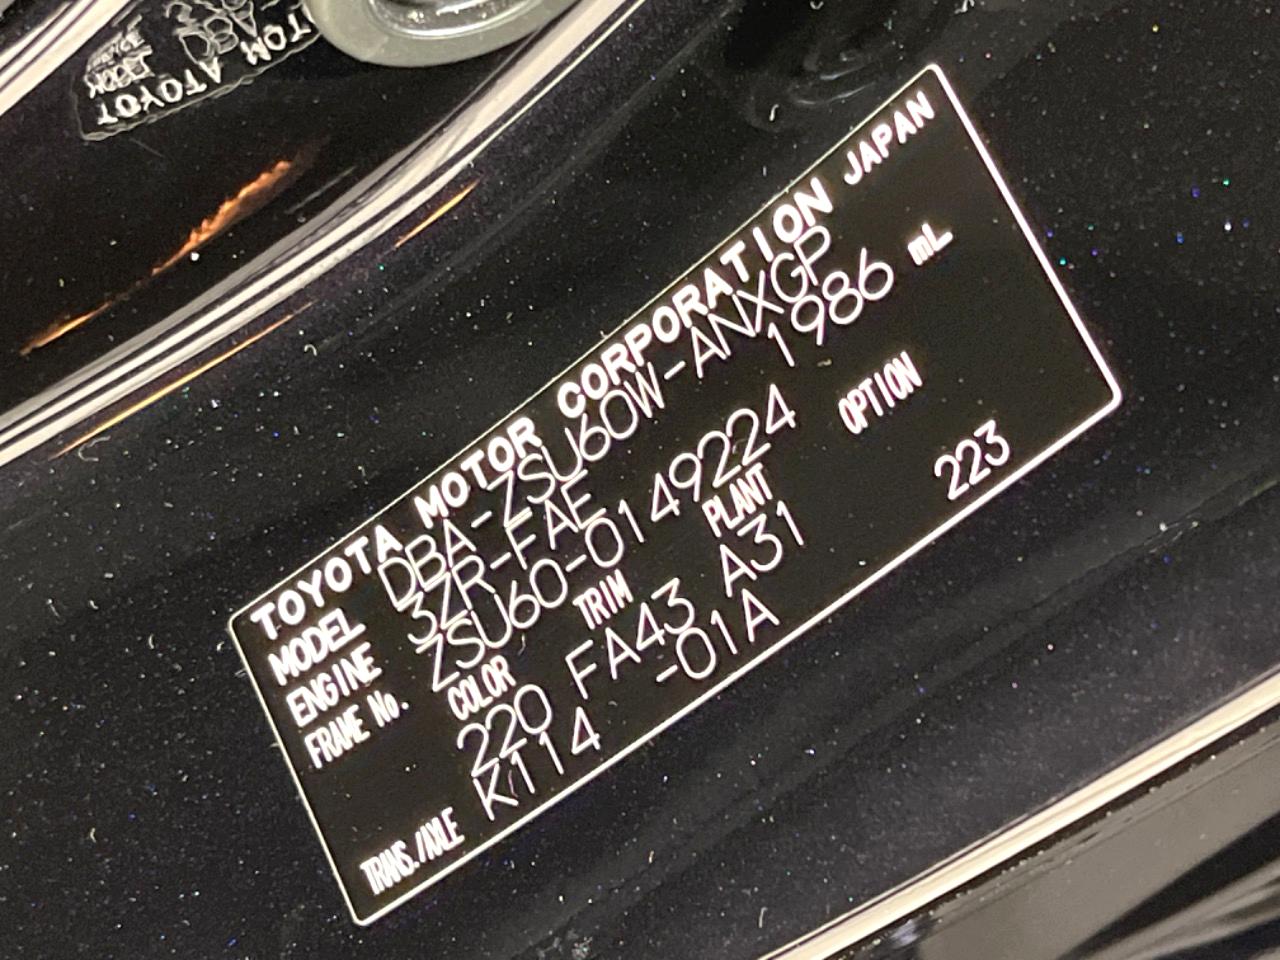 TOYOTA MOTOR CORPORATION JAPAN
MODEL DBA-ZSU60W-ANXGP
ENGINE 3ZR-FAE 1986 mL
FRAME No. ZSU60-0149224
COLOR TRIM PLANT OPTION
220 FA43 A31 223
TRANS./AXLE K114 -01A